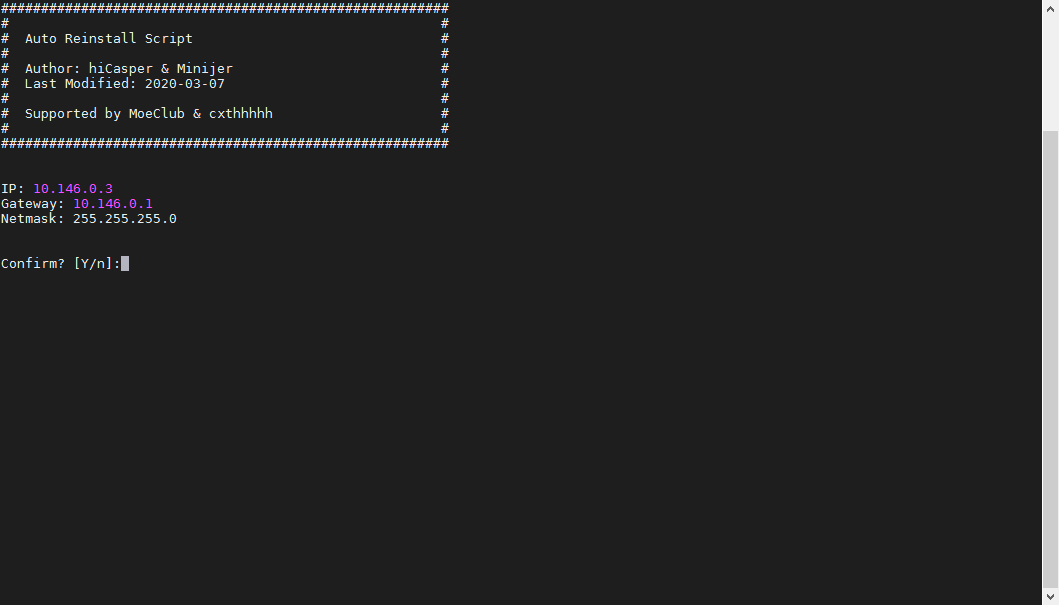 ########################################################
# #
# Auto Reinstall Script #
# #
# Author: hiCasper & Minijer #
# Last Modified: 2020-03-07 #
# #
# Supported by MoeClub & cxthhhhh #
# #
########################################################
IP: 10.146.0.3
Gateway: 10.146.0.1
Netmask: 255.255.255.0
Confirm? [Y/n]: